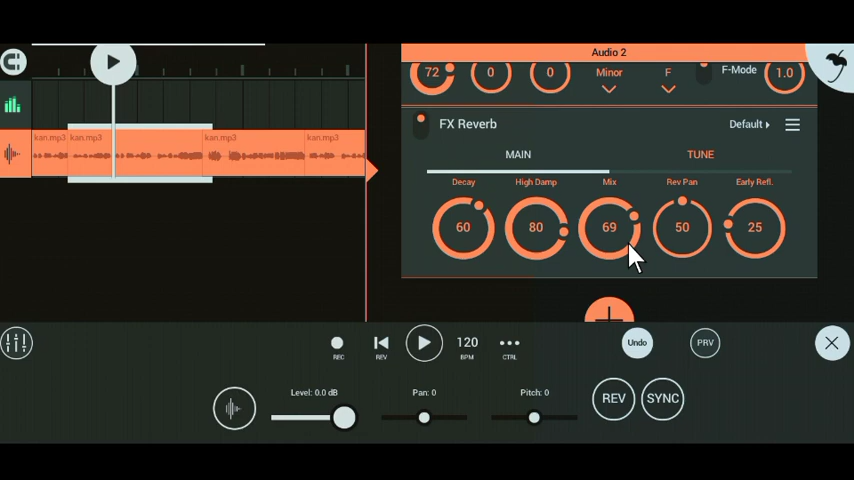 Audio 2
72
0
0
Minor
F
F-Mode
1.0
FX Reverb
Default
MAIN
TUNE
Decay
High Damp
Mix
Rev Pan
Early Refl.
60
80
69
50
25
kan.mp3
kan.mp3
kan.mp3
kan.mp3
REC
REV.
120
BPM
CTRL
Undo
PRV
Level: 0.0 dB
Pan: 0
Pitch: 0
REV
SYNC